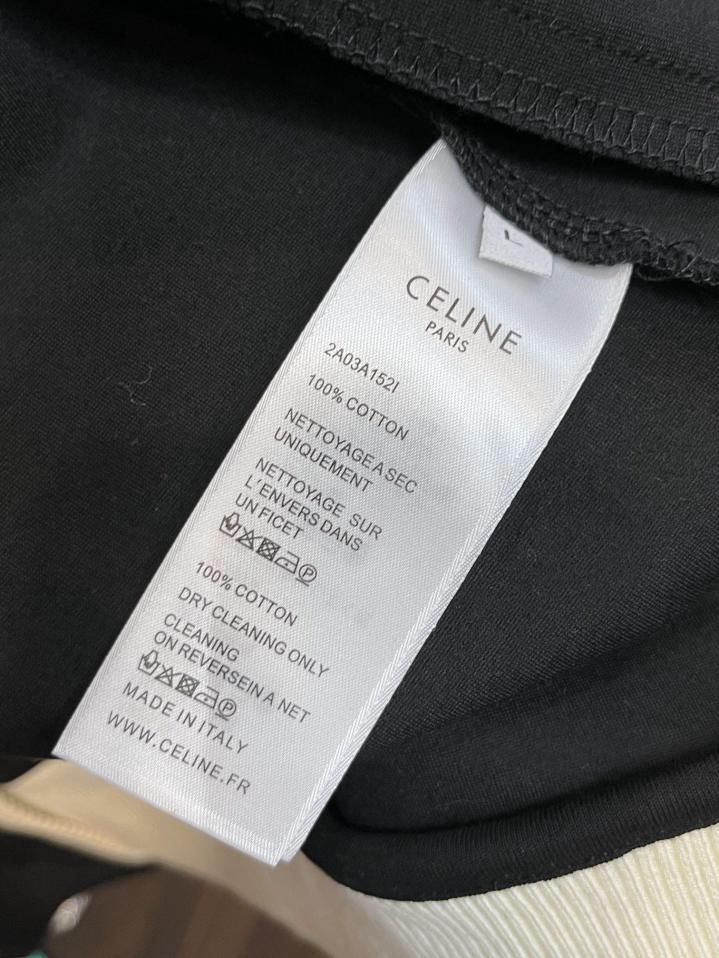 L
CELINE
PARIS
2A03A152I
100% COTTON
NETTOYAGE A SEC
UNIQUEMENT
NETTOYAGE SUR
L'ENVERS DANS
UN FICET
P
100% COTTON
DRY CLEANING ONLY
CLEANING
ON REVERSEIN A NET
P
MADE IN ITALY
WWW.CELINE.FR